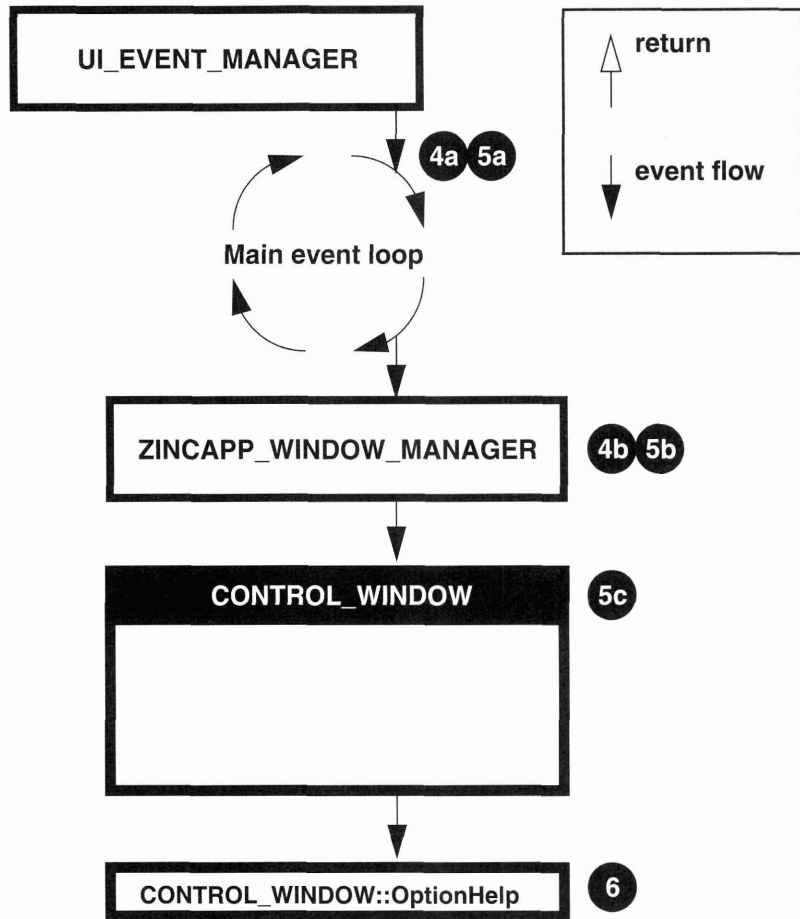 UI_EVENT_MANAGER
return
4a 5a
event flow
Main event loop
ZINCAPP_WINDOW_MANAGER
4b 5b
CONTROL_WINDOW
5c
CONTROL_WINDOW::OptionHelp
6